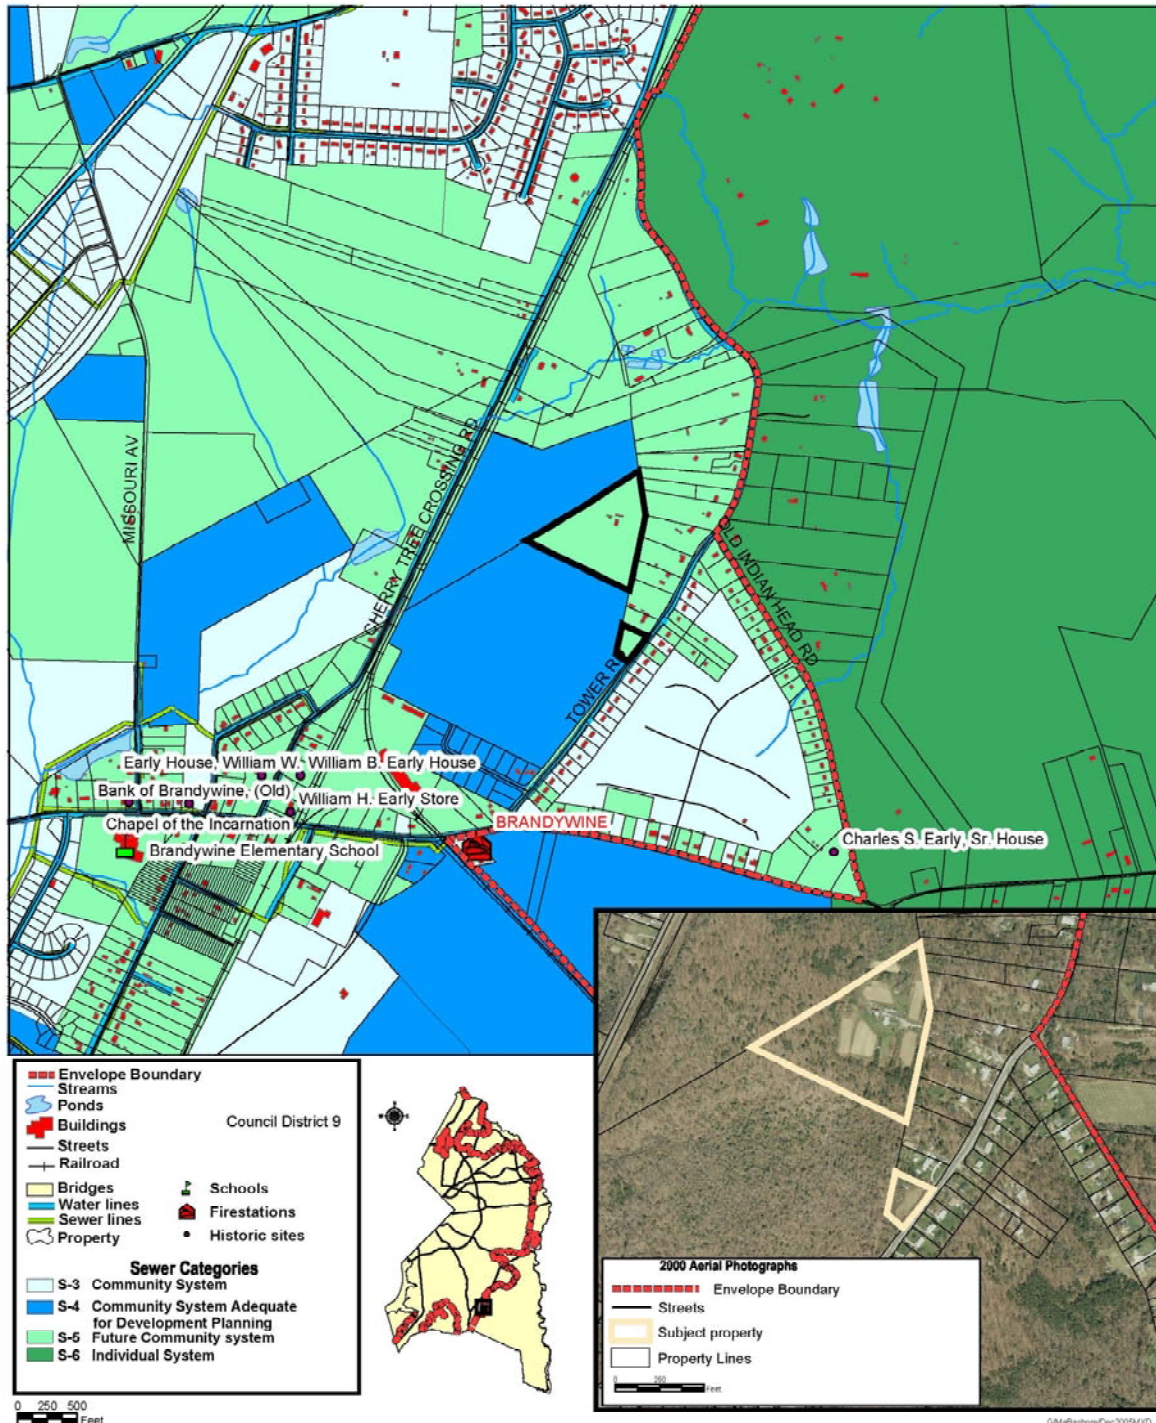 MISSOURI AV
CHERRY TREE CROSSING RD
OLD INDIAN HEAD RD
TOWER R
Early House, William W.
William B. Early House
Bank of Brandywine, (Old)
William H. Early Store
BRANDYWINE
Chapel of the Incarnation
Charles S. Early, Sr. House
Brandywine Elementary School
Envelope Boundary
Streams
Ponds
Buildings
Streets
Railroad
Bridges
Water lines
Sewer lines
Property
Council District 9
Schools
Firestations
Historic sites
Sewer Categories
S-3 Community System
S-4 Community System Adequate
for Development Planning
S-5 Future Community system
S-6 Individual System
0 250 500
Feet
2000 Aerial Photographs
Envelope Boundary
Streets
Subject property
Property Lines
0 250
Feet